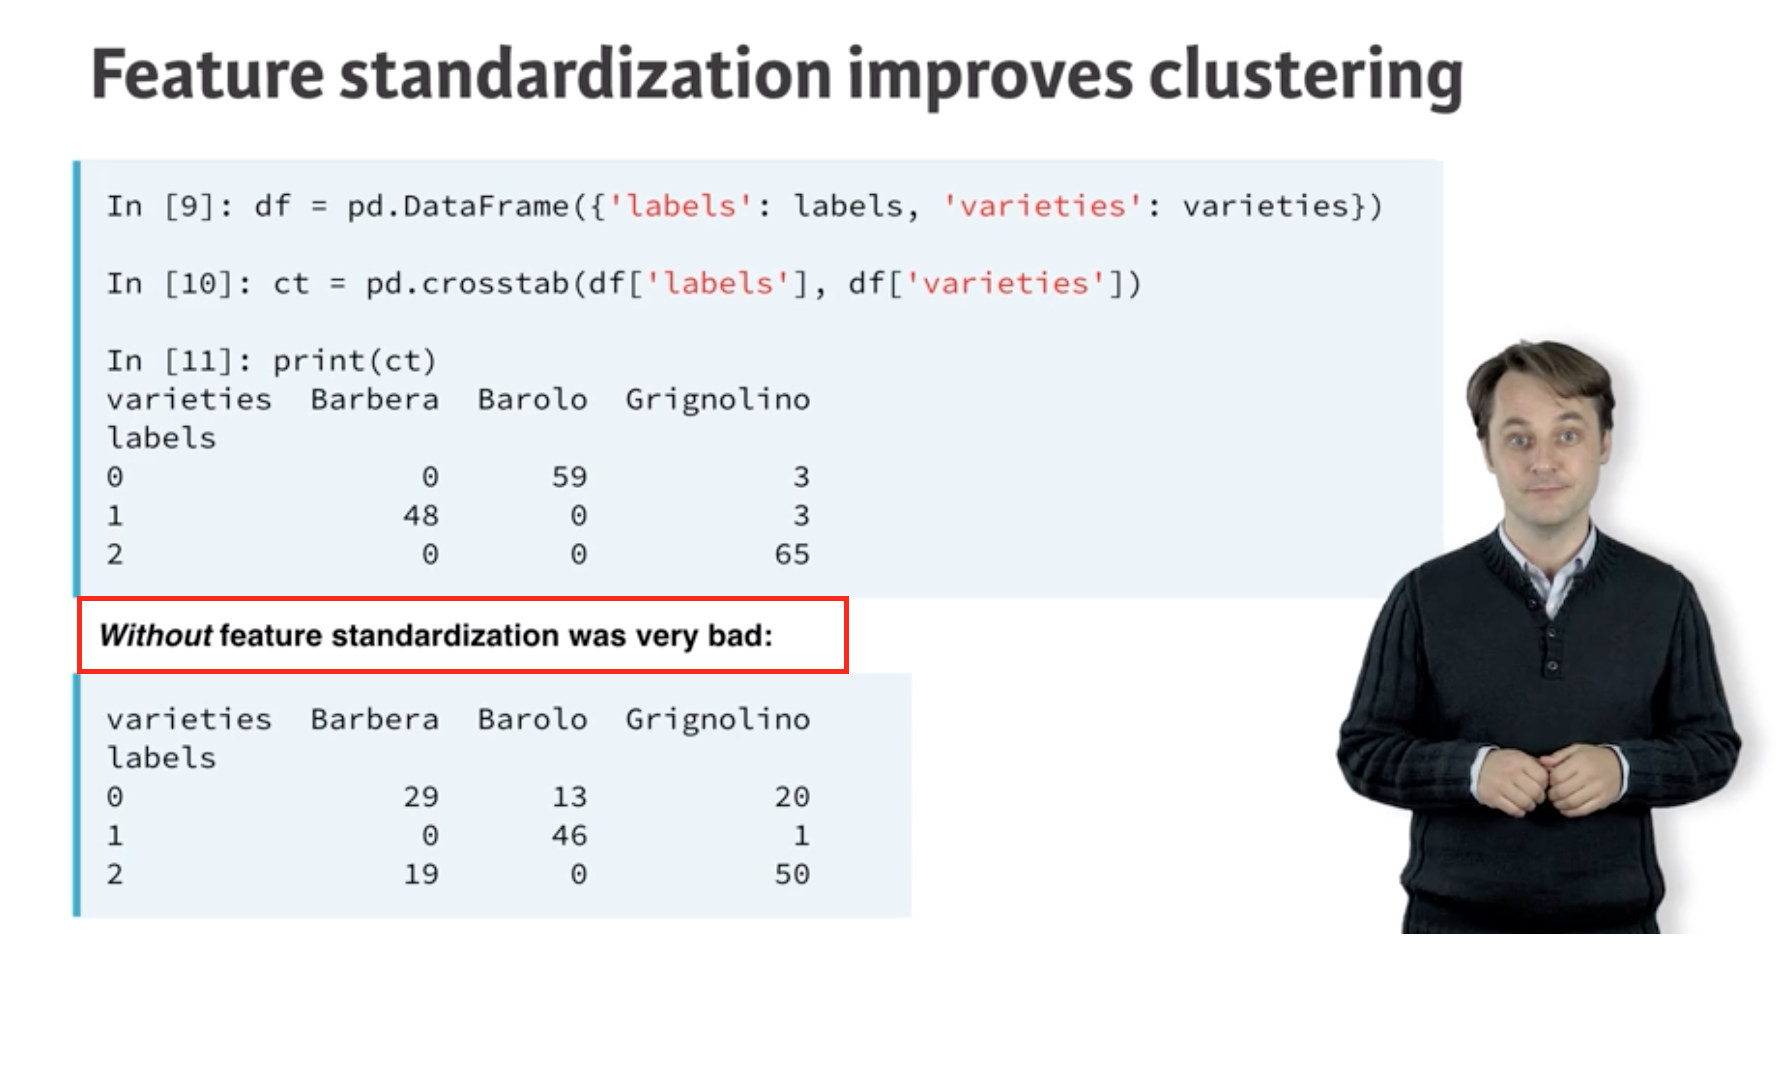 Feature standardization improves clustering
In [9]: df = pd.DataFrame({'labels': labels, 'varieties': varieties})
In [10]: ct = pd.crosstab(df['labels'], df['varieties'])
In [11]: print(ct)
varieties  Barbera  Barolo  Grignolino
labels
0                0      59           3
1               48       0           3
2                0       0          65
Without feature standardization was very bad:
varieties  Barbera  Barolo  Grignolino
labels
0               29      13          20
1                0      46           1
2               19       0          50